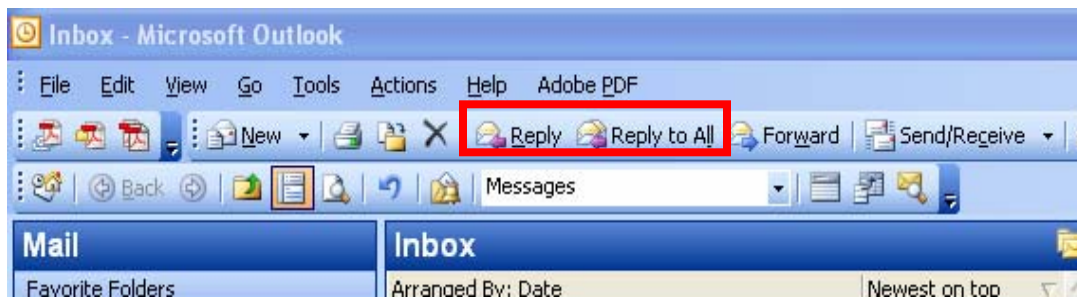 Inbox - Microsoft Outlook
File Edit View Go Tools Actions Help Adobe PDF
New Reply Reply to All Forward Send/Receive
Back Messages
Mail Inbox
Favorite Folders Arranged By: Date Newest on top